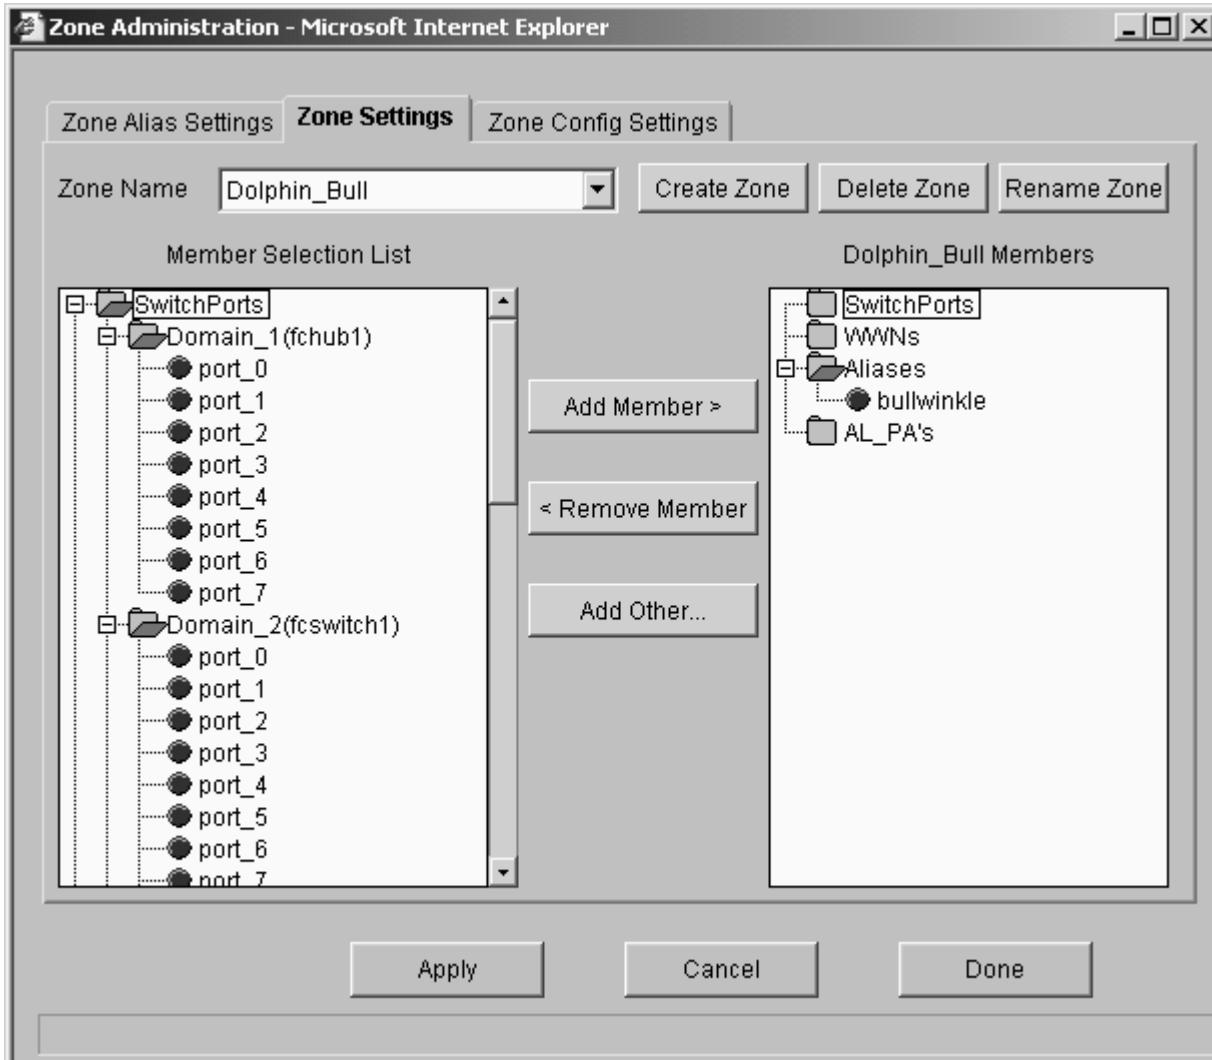 Zone Administration - Microsoft Internet Explorer
Zone Alias Settings Zone Settings Zone Config Settings
Zone Name Dolphin_Bull Create Zone Delete Zone Rename Zone
Member Selection List
SwitchPorts
Domain_1(fchub1)
port_0
port_1
port_2
port_3
port_4
port_5
port_6
port_7
Domain_2(fcswitch1)
port_0
port_1
port_2
port_3
port_4
port_5
port_6
port_7
Add Member >
< Remove Member
Add Other...
Dolphin_Bull Members
SwitchPorts
WWNs
Aliases
bullwinkle
AL_PA's
Apply Cancel Done